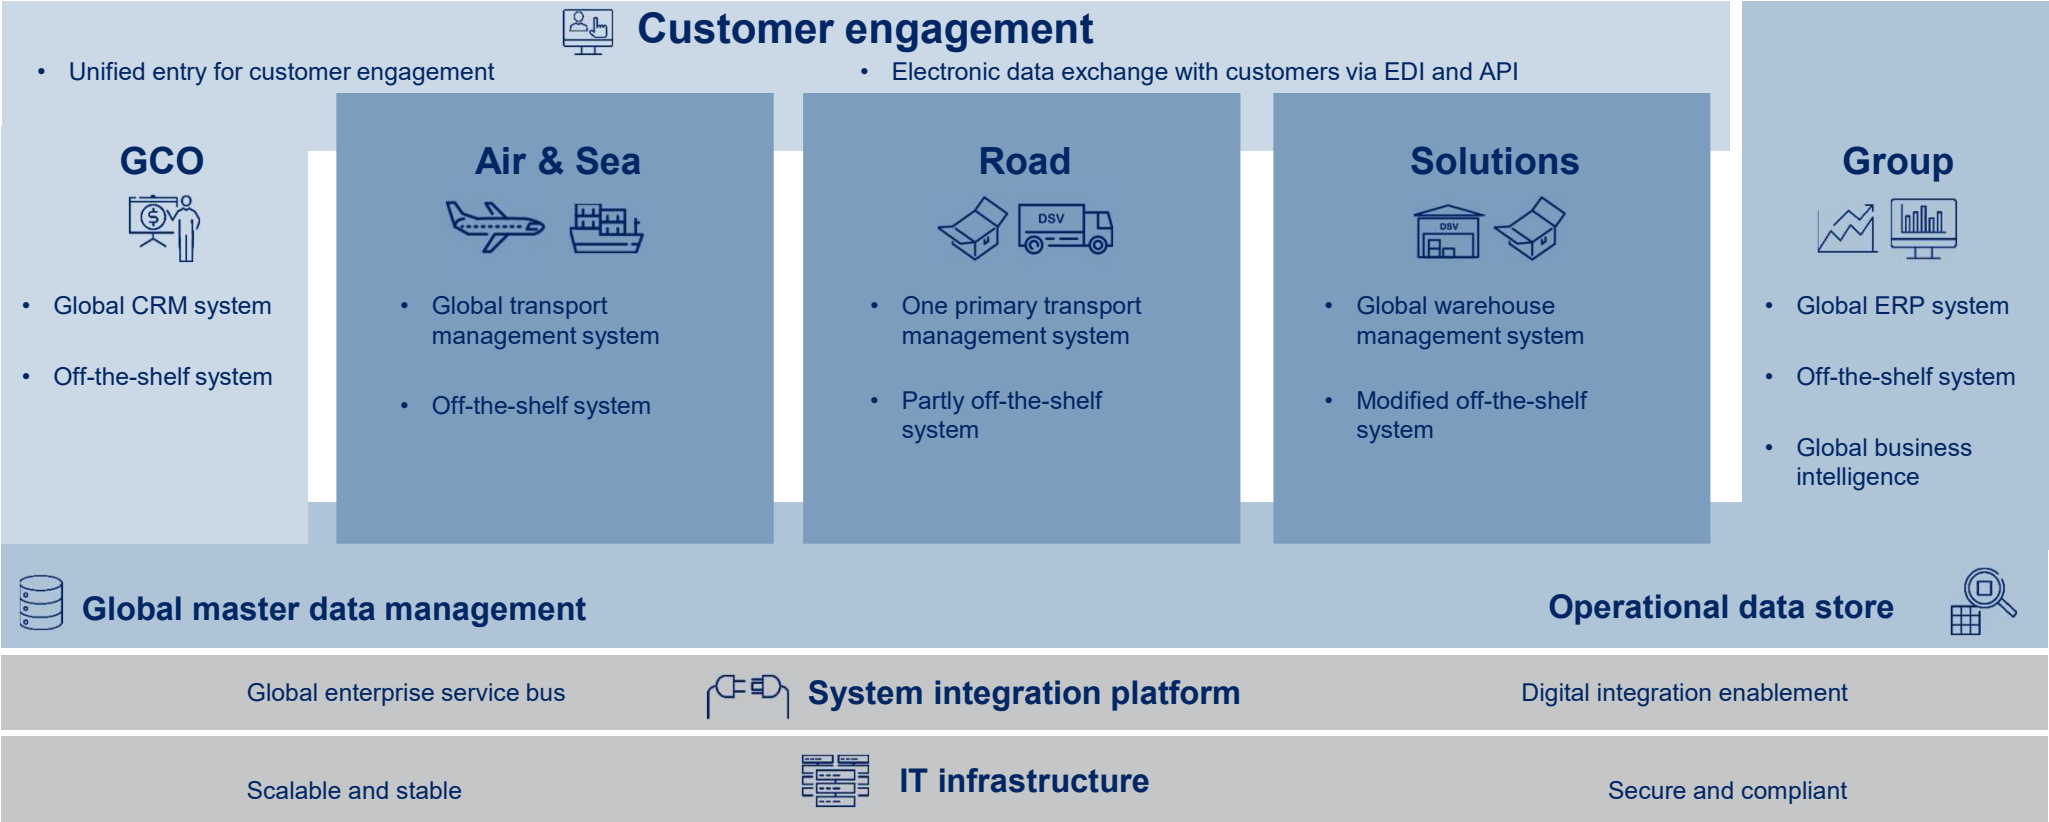 Customer engagement
• Unified entry for customer engagement
• Electronic data exchange with customers via EDI and API
GCO
• Global CRM system
• Off-the-shelf system
Air & Sea
• Global transport
management system
• Off-the-shelf system
Road
DSV
• One primary transport
management system
• Partly off-the-shelf
system
Solutions
DSV
• Global warehouse
management system
• Modified off-the-shelf
system
Group
• Global ERP system
• Off-the-shelf system
• Global business
intelligence
Global master data management
Operational data store
Global enterprise service bus
System integration platform
Digital integration enablement
Scalable and stable
IT infrastructure
Secure and compliant